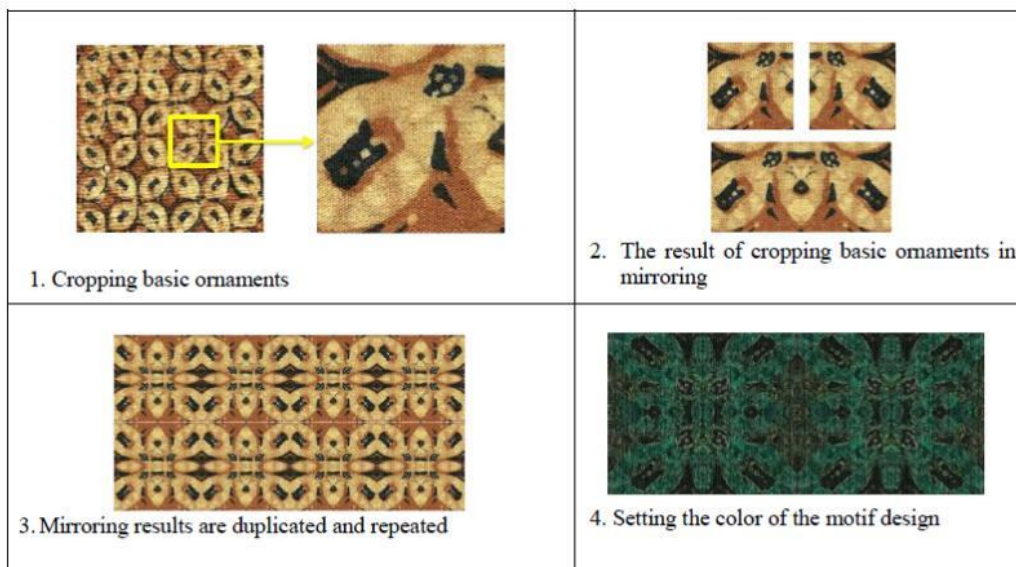 1. Cropping basic ornaments
2. The result of cropping basic ornaments in
mirroring
3. Mirroring results are duplicated and repeated
4. Setting the color of the motif design